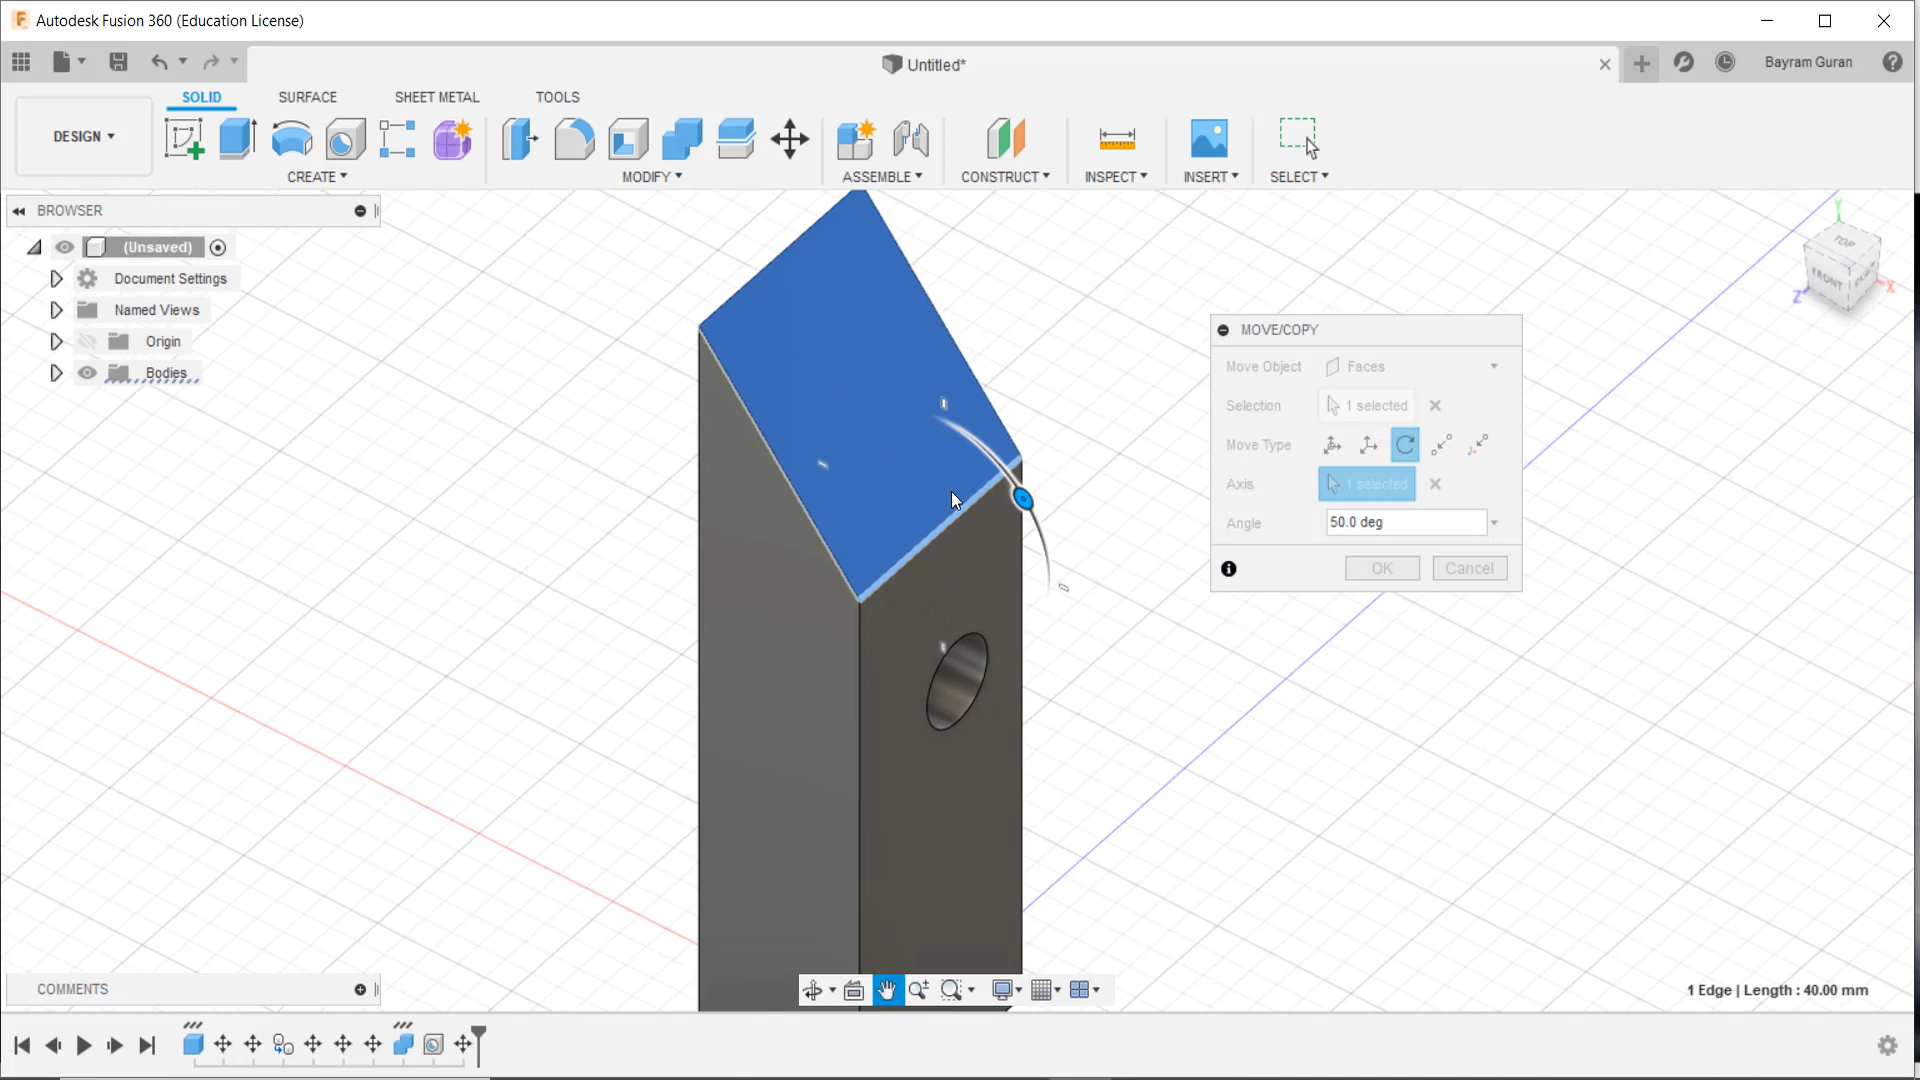 Autodesk Fusion 360 (Education License)
Untitled*
Bayram Guran
SOLID
SURFACE
SHEET METAL
TOOLS
DESIGN
CREATE
MODIFY
ASSEMBLE
CONSTRUCT
INSPECT
INSERT
SELECT
BROWSER
(Unsaved)
Document Settings
Named Views
Origin
Bodies
Y
TOP
FRONT
Z
X
MOVE/COPY
Move Object Faces
Selection 1 selected
Move Type
Axis 1 selected
Angle 50.0 deg
OK Cancel
COMMENTS
1 Edge | Length : 40.00 mm